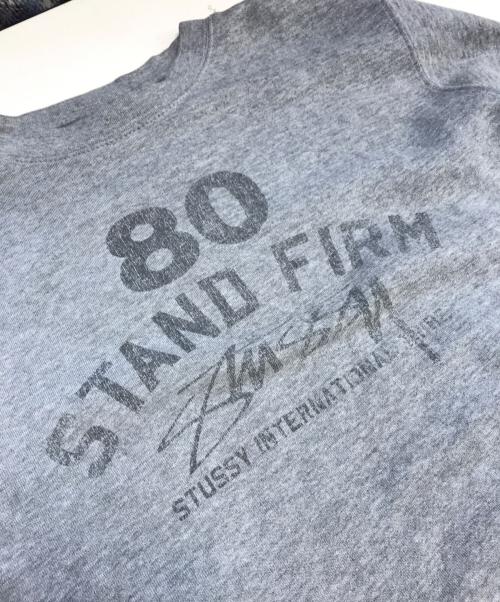 80
STAND FIRM
Stussy
STUSSY INTERNATIONAL